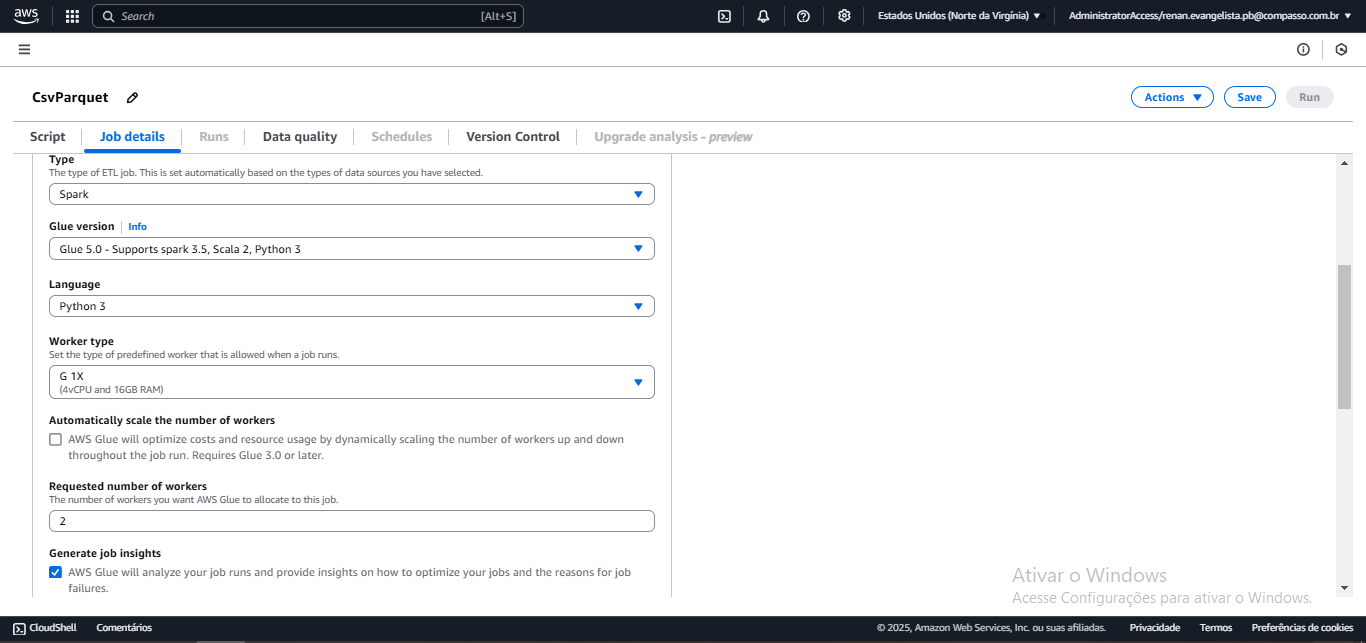 aws
Search
[Alt+S]
Estados Unidos (Norte da Virgínia)
AdministratorAccess/renan.evangelista.pb@compasso.com.br
CsvParquet
Actions
Save
Run
Script
Job details
Runs
Data quality
Schedules
Version Control
Upgrade analysis - preview
Type
The type of ETL job. This is set automatically based on the types of data sources you have selected.
Spark
Glue version
Info
Glue 5.0 - Supports spark 3.5, Scala 2, Python 3
Language
Python 3
Worker type
Set the type of predefined worker that is allowed when a job runs.
G 1X
(4vCPU and 16GB RAM)
Automatically scale the number of workers
AWS Glue will optimize costs and resource usage by dynamically scaling the number of workers up and down
throughout the job run. Requires Glue 3.0 or later.
Requested number of workers
The number of workers you want AWS Glue to allocate to this job.
2
Generate job insights
AWS Glue will analyze your job runs and provide insights on how to optimize your jobs and the reasons for job
failures.
Ativar o Windows
Acesse Configurações para ativar o Windows.
CloudShell
Comentários
© 2025, Amazon Web Services, Inc. ou suas afiliadas.
Privacidade
Termos
Preferências de cookies